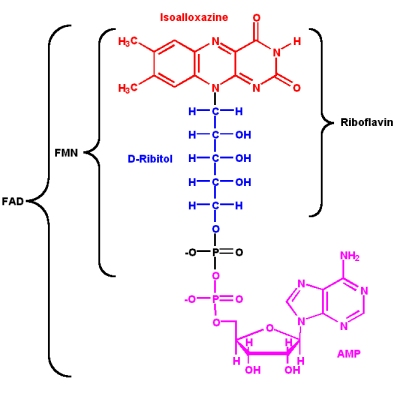 Isoalloxazine
O
H₃C
N
N
H
H₃C
N
N
O
H C H
Riboflavin
H C OH
FMN
D-Ribitol
H C OH
H C OH
FAD
H C H
O
-O P O
NH₂
O
N
N
-O P O
N
N
O
O
AMP
H H
H H
OH OH